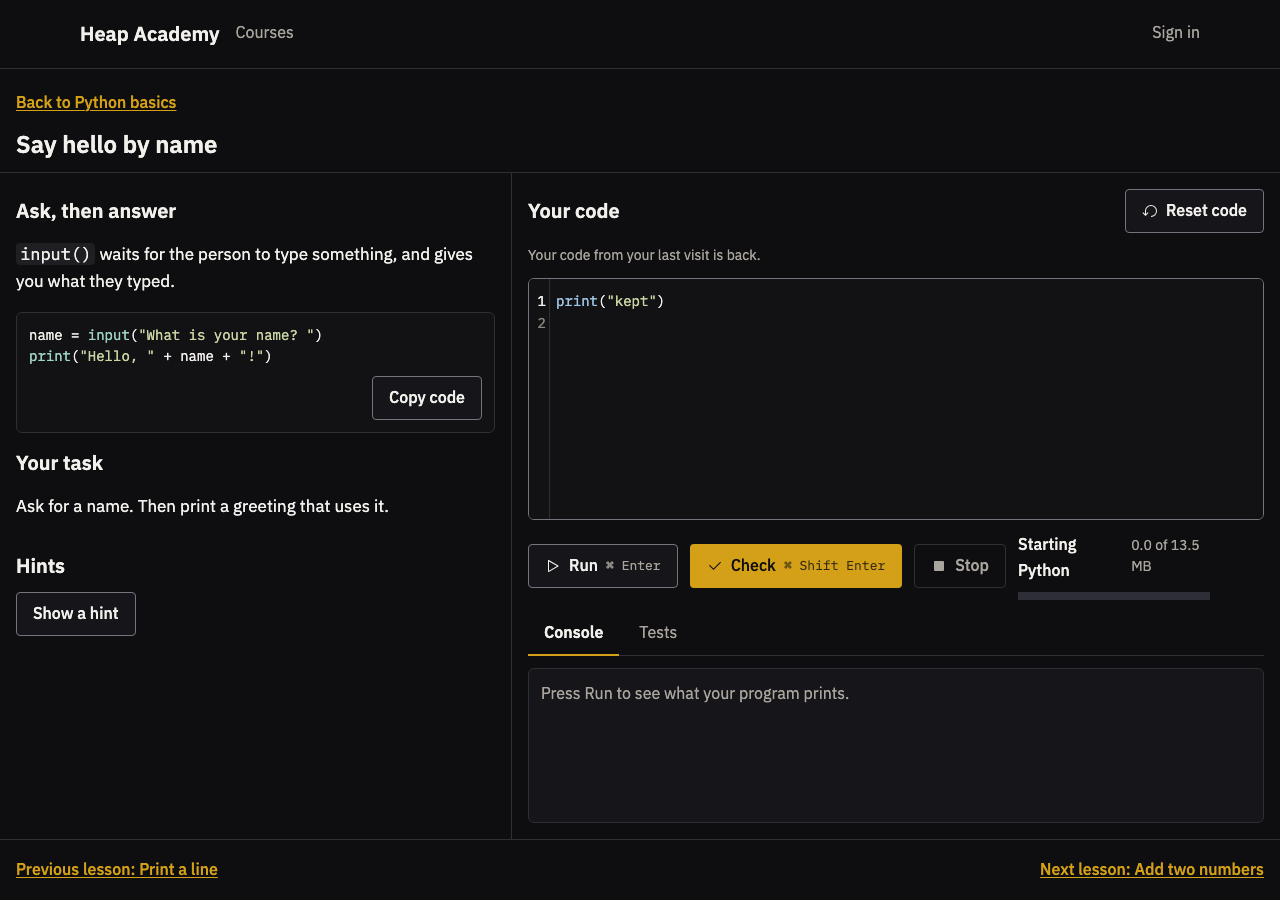 Heap Academy Courses Sign in
Back to Python basics
Say hello by name
Ask, then answer
input() waits for the person to type something, and gives
you what they typed.
name = input("What is your name? ")
print("Hello, " + name + "!")
Copy code
Your task
Ask for a name. Then print a greeting that uses it.
Hints
Show a hint
Your code
Reset code
Your code from your last visit is back.
1 print("kept")
2
Run ⌘ Enter
Check ⌘ Shift Enter
Stop
Starting
Python
0.0 of 13.5
MB
Console Tests
Press Run to see what your program prints.
Previous lesson: Print a line
Next lesson: Add two numbers